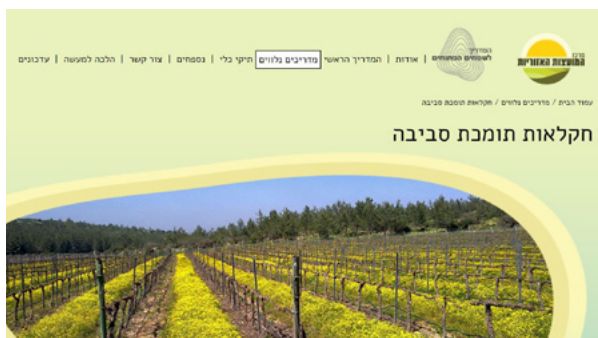 מרכז
המועצות האזוריות
המדריך
לשטחים הפתוחים
אודות | המדריך הראשי | מדריכים נלווים | תיקי כלי | נספחים | צור קשר | הלכה למעשה | עדכונים
עמוד הבית / מדריכים נלווים / חקלאות תומכת סביבה
חקלאות תומכת סביבה